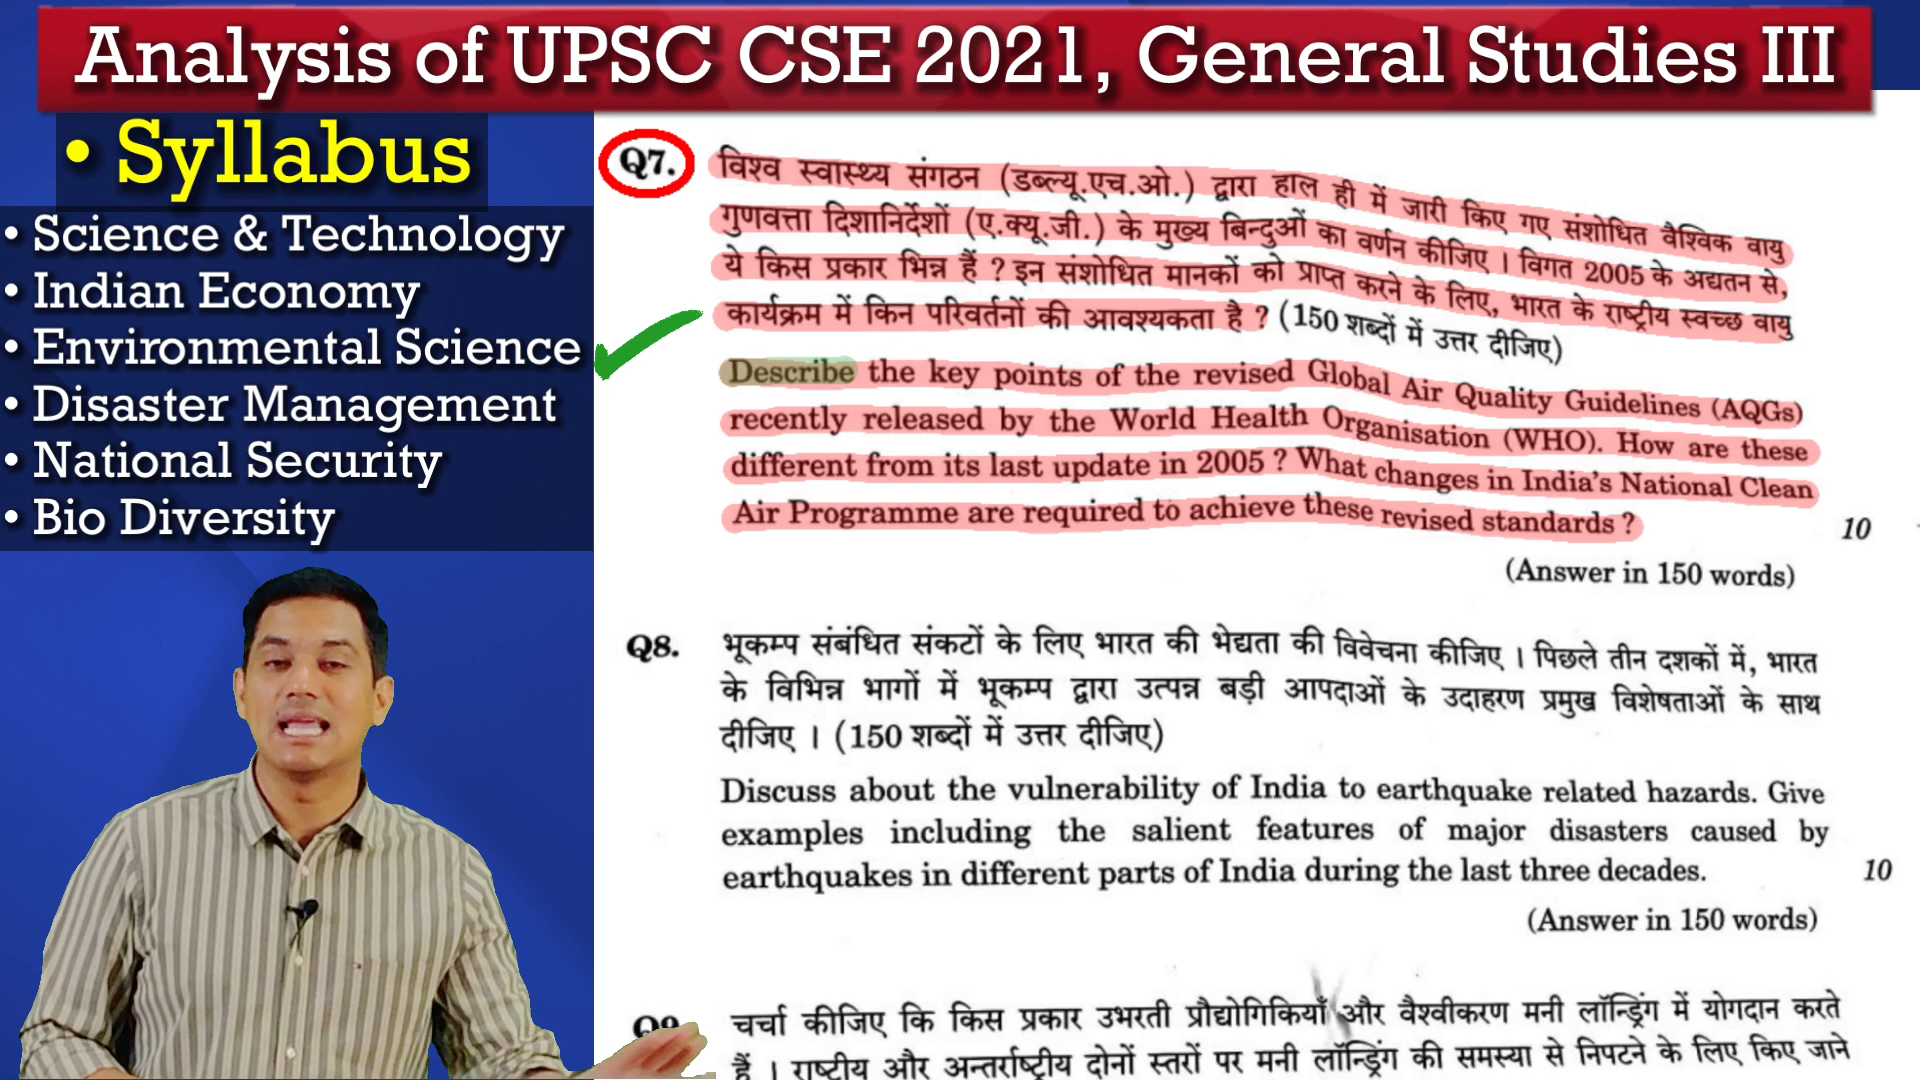 Analysis of UPSC CSE 2021, General Studies III
• Syllabus
• Science & Technology
• Indian Economy
• Environmental Science
• Disaster Management
• National Security
• Bio Diversity
Q7. विश्व स्वास्थ्य संगठन (डब्ल्यू.एच.ओ.) द्वारा हाल ही में जारी किए गए संशोधित वैश्विक वायु
गुणवत्ता दिशानिर्देशों (ए.क्यू.जी.) के मुख्य बिन्दुओं का वर्णन कीजिए । विगत 2005 के अद्यतन से,
ये किस प्रकार भिन्न हैं ? इन संशोधित मानकों को प्राप्त करने के लिए, भारत के राष्ट्रीय स्वच्छ वायु
कार्यक्रम में किन परिवर्तनों की आवश्यकता है ? (150 शब्दों में उत्तर दीजिए)
Describe the key points of the revised Global Air Quality Guidelines (AQGs)
recently released by the World Health Organisation (WHO). How are these
different from its last update in 2005 ? What changes in India's National Clean
Air Programme are required to achieve these revised standards ? 10
(Answer in 150 words)
Q8. भूकम्प संबंधित संकटों के लिए भारत की भेद्यता की विवेचना कीजिए । पिछले तीन दशकों में, भारत
के विभिन्न भागों में भूकम्प द्वारा उत्पन्न बड़ी आपदाओं के उदाहरण प्रमुख विशेषताओं के साथ
दीजिए । (150 शब्दों में उत्तर दीजिए)
Discuss about the vulnerability of India to earthquake related hazards. Give
examples including the salient features of major disasters caused by
earthquakes in different parts of India during the last three decades. 10
(Answer in 150 words)
चर्चा कीजिए कि किस प्रकार उभरती प्रौद्योगिकियाँ और वैश्वीकरण मनी लॉन्ड्रिंग में योगदान करते
हैं । राष्ट्रीय और अन्तर्राष्ट्रीय दोनों स्तरों पर मनी लॉन्ड्रिंग की समस्या से निपटने के लिए किए जाने